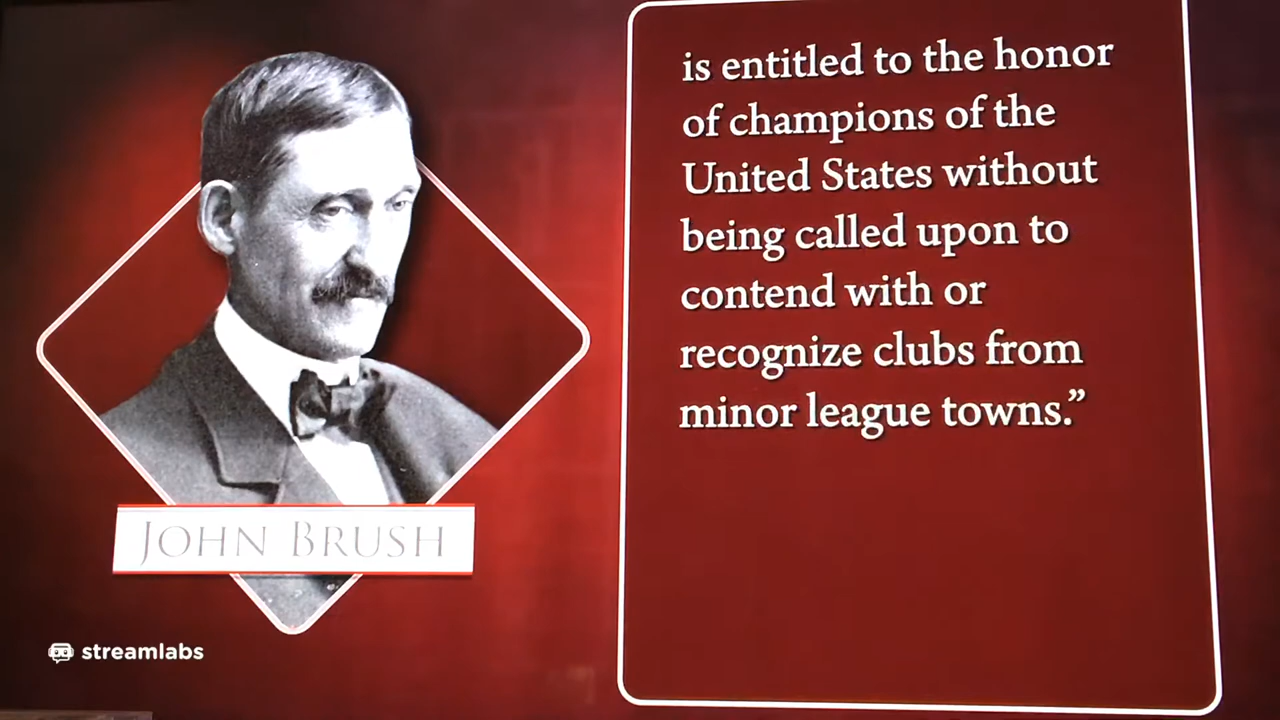 is entitled to the honor
of champions of the
United States without
being called upon to
contend with or
recognize clubs from
minor league towns.”
JOHN BRUSH
streamlabs